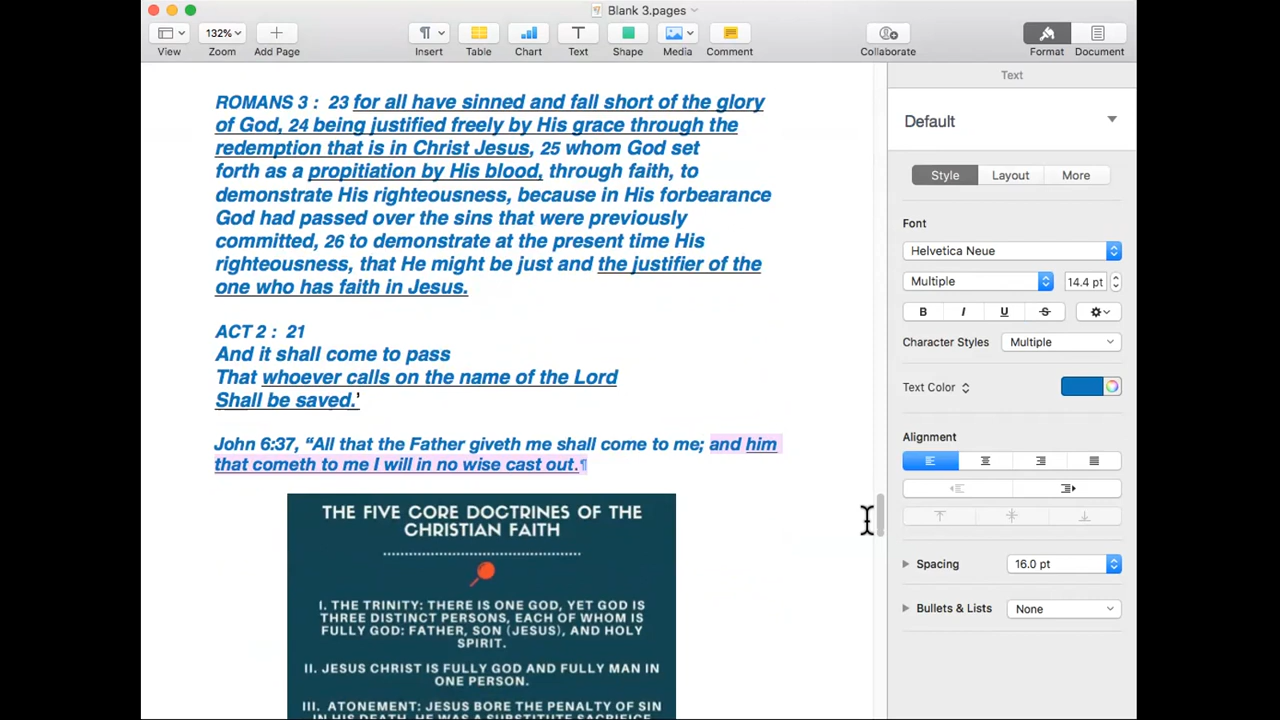 Blank 3.pages
132%
View
Zoom
Add Page
Insert
Table
Chart
Text
Shape
Media
Comment
Collaborate
Format
Document
ROMANS 3 :  23 for all have sinned and fall short of the glory
of God, 24 being justified freely by His grace through the
redemption that is in Christ Jesus, 25 whom God set
forth as a propitiation by His blood, through faith, to
demonstrate His righteousness, because in His forbearance
God had passed over the sins that were previously
committed, 26 to demonstrate at the present time His
righteousness, that He might be just and the justifier of the
one who has faith in Jesus.
ACT 2 :  21
And it shall come to pass
That whoever calls on the name of the Lord
Shall be saved.'
John 6:37, “All that the Father giveth me shall come to me; and him
that cometh to me I will in no wise cast out.¶
THE FIVE CORE DOCTRINES OF THE
CHRISTIAN FAITH
I. THE TRINITY: THERE IS ONE GOD, YET GOD IS
THREE DISTINCT PERSONS, EACH OF WHOM IS
FULLY GOD: FATHER, SON (JESUS), AND HOLY
SPIRIT.
II. JESUS CHRIST IS FULLY GOD AND FULLY MAN IN
ONE PERSON.
III. ATONEMENT: JESUS BORE THE PENALTY OF SIN
IN HIS DEATH. HE WAS A SUBSTITUTE SACRIFICE
Text
Default
Style
Layout
More
Font
Helvetica Neue
Multiple
14.4 pt
B
I
U
S
Character Styles
Multiple
Text Color
Alignment
Spacing
16.0 pt
Bullets & Lists
None